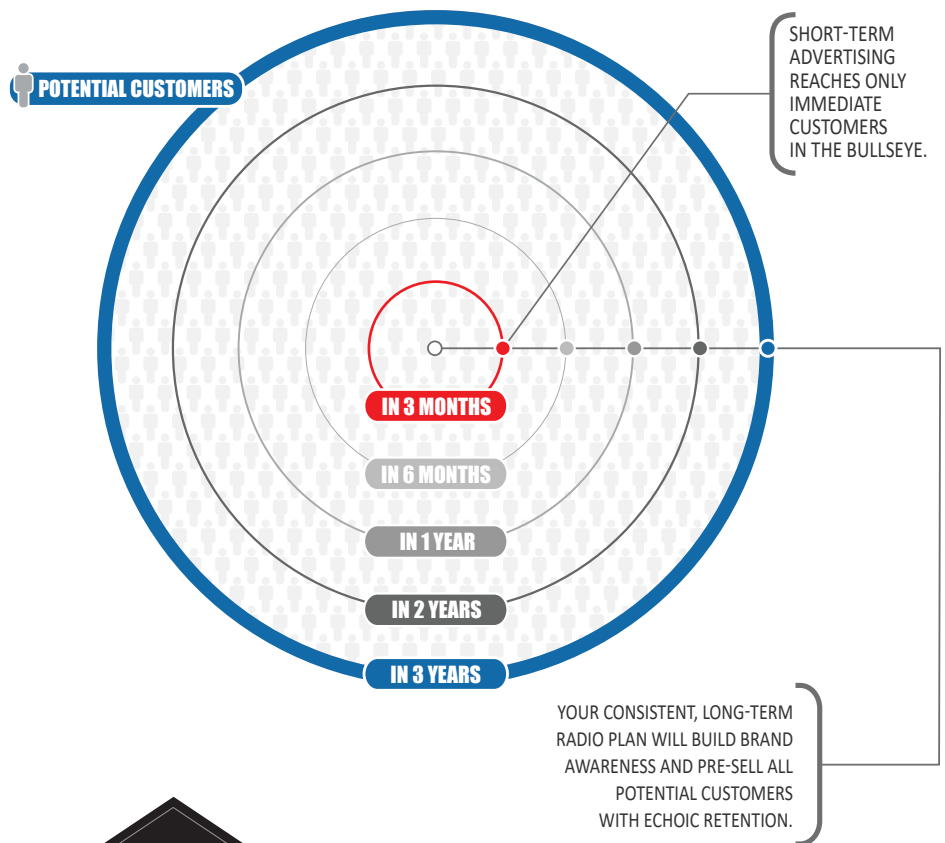 SHORT-TERM
ADVERTISING
REACHES ONLY
IMMEDIATE
CUSTOMERS
IN THE BULLSEYE.
POTENTIAL CUSTOMERS
IN 3 MONTHS
IN 6 MONTHS
IN 1 YEAR
IN 2 YEARS
IN 3 YEARS
YOUR CONSISTENT, LONG-TERM
RADIO PLAN WILL BUILD BRAND
AWARENESS AND PRE-SELL ALL
POTENTIAL CUSTOMERS
WITH ECHOIC RETENTION.